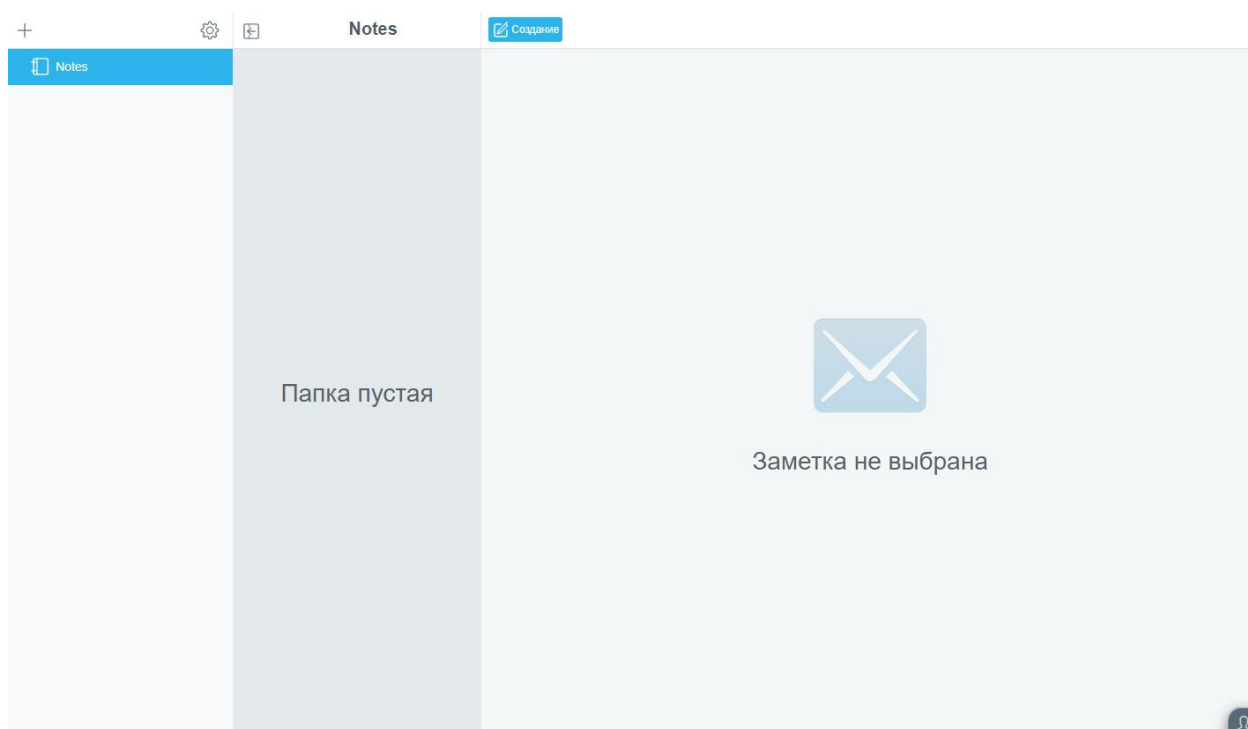 Notes
Создание
Notes
Папка пустая
Заметка не выбрана